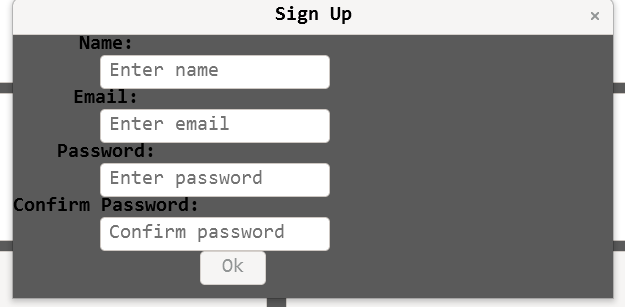 Sign Up
×
Name:
Enter name
Email:
Enter email
Password:
Enter password
Confirm Password:
Confirm password
Ok